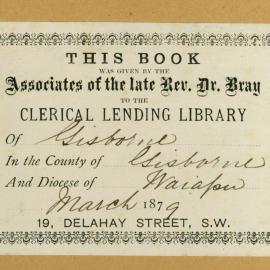 THIS BOOK
WAS GIVEN BY THE
Associates of the late Rev. Dr. Bray
TO THE
CLERICAL LENDING LIBRARY
Of Gisborne
In the County of Gisborne
And Diocese of Waiapu
March 1879
19, DELAHAY STREET, S.W.